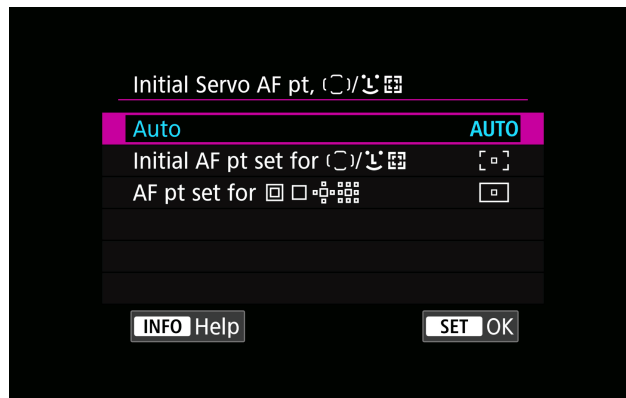 Initial Servo AF pt, /
Auto AUTO
Initial AF pt set for /
AF pt set for
INFO Help SET OK